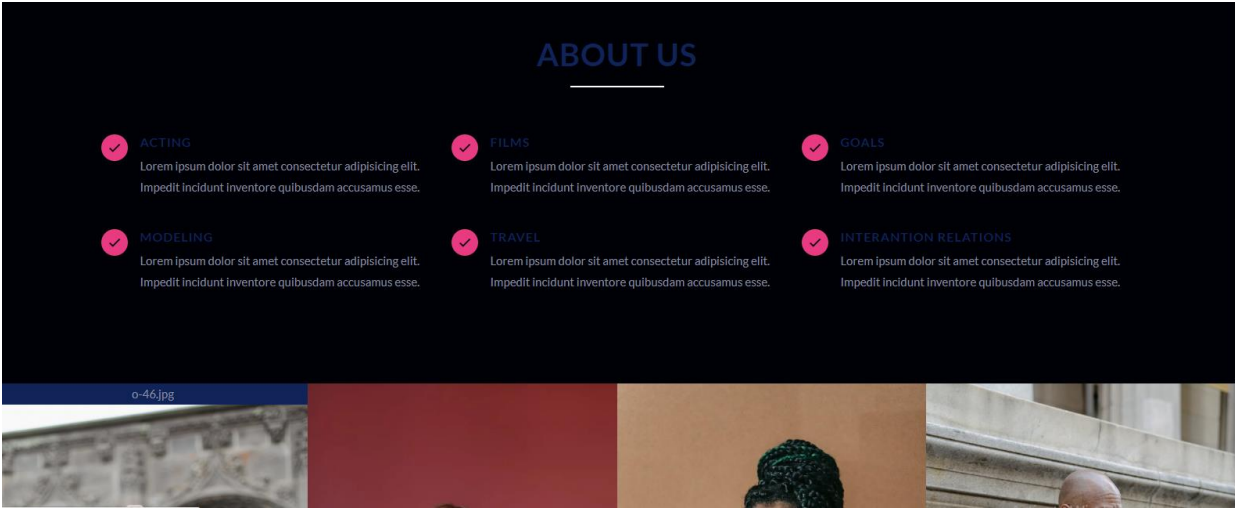 ABOUT US
ACTING
Lorem ipsum dolor sit amet consectetur adipisicing elit.
Impedit incidunt inventore quibusdam accusamus esse.
FILMS
Lorem ipsum dolor sit amet consectetur adipisicing elit.
Impedit incidunt inventore quibusdam accusamus esse.
GOALS
Lorem ipsum dolor sit amet consectetur adipisicing elit.
Impedit incidunt inventore quibusdam accusamus esse.
MODELING
Lorem ipsum dolor sit amet consectetur adipisicing elit.
Impedit incidunt inventore quibusdam accusamus esse.
TRAVEL
Lorem ipsum dolor sit amet consectetur adipisicing elit.
Impedit incidunt inventore quibusdam accusamus esse.
INTERANTION RELATIONS
Lorem ipsum dolor sit amet consectetur adipisicing elit.
Impedit incidunt inventore quibusdam accusamus esse.
o-46.jpg